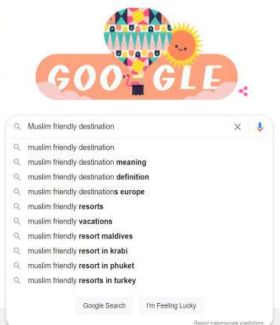 GOOGLE
Muslim friendly destination
muslim friendly destination
muslim friendly destination meaning
muslim friendly destination definition
muslim friendly destinations europe
muslim friendly resorts
muslim friendly vacations
muslim friendly resort maldives
muslim friendly resort in krabi
muslim friendly resort in phuket
muslim friendly resorts in turkey
Google Search I'm Feeling Lucky
Report inappropriate predictions